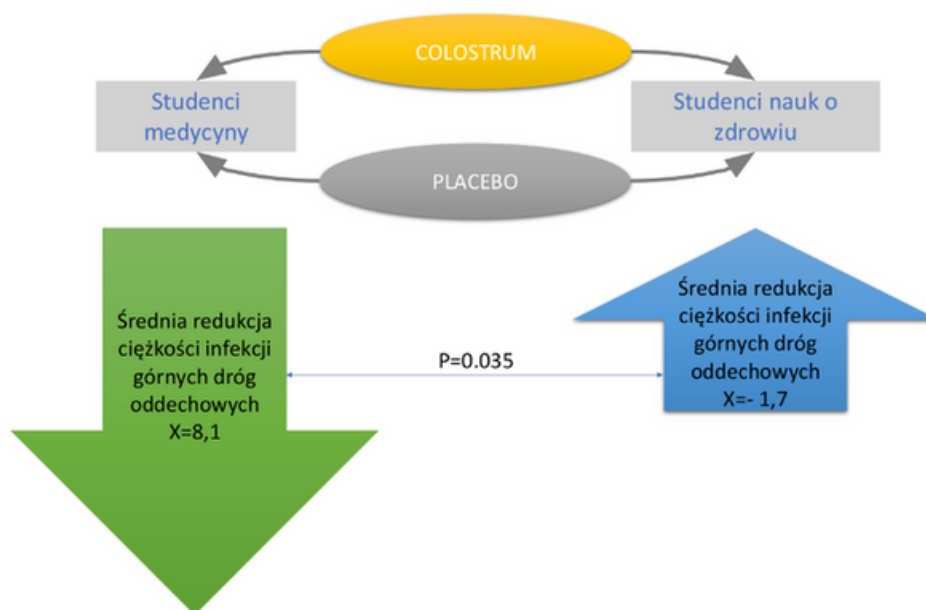 COLOSTRUM
Studenci
medycyny
Studenci nauk o
zdrowiu
PLACEBO
Średnia redukcja
ciężkości infekcji
górnych dróg
oddechowych
X=8,1
P=0.035
Średnia redukcja
ciężkości infekcji
górnych dróg
oddechowych
X=- 1,7